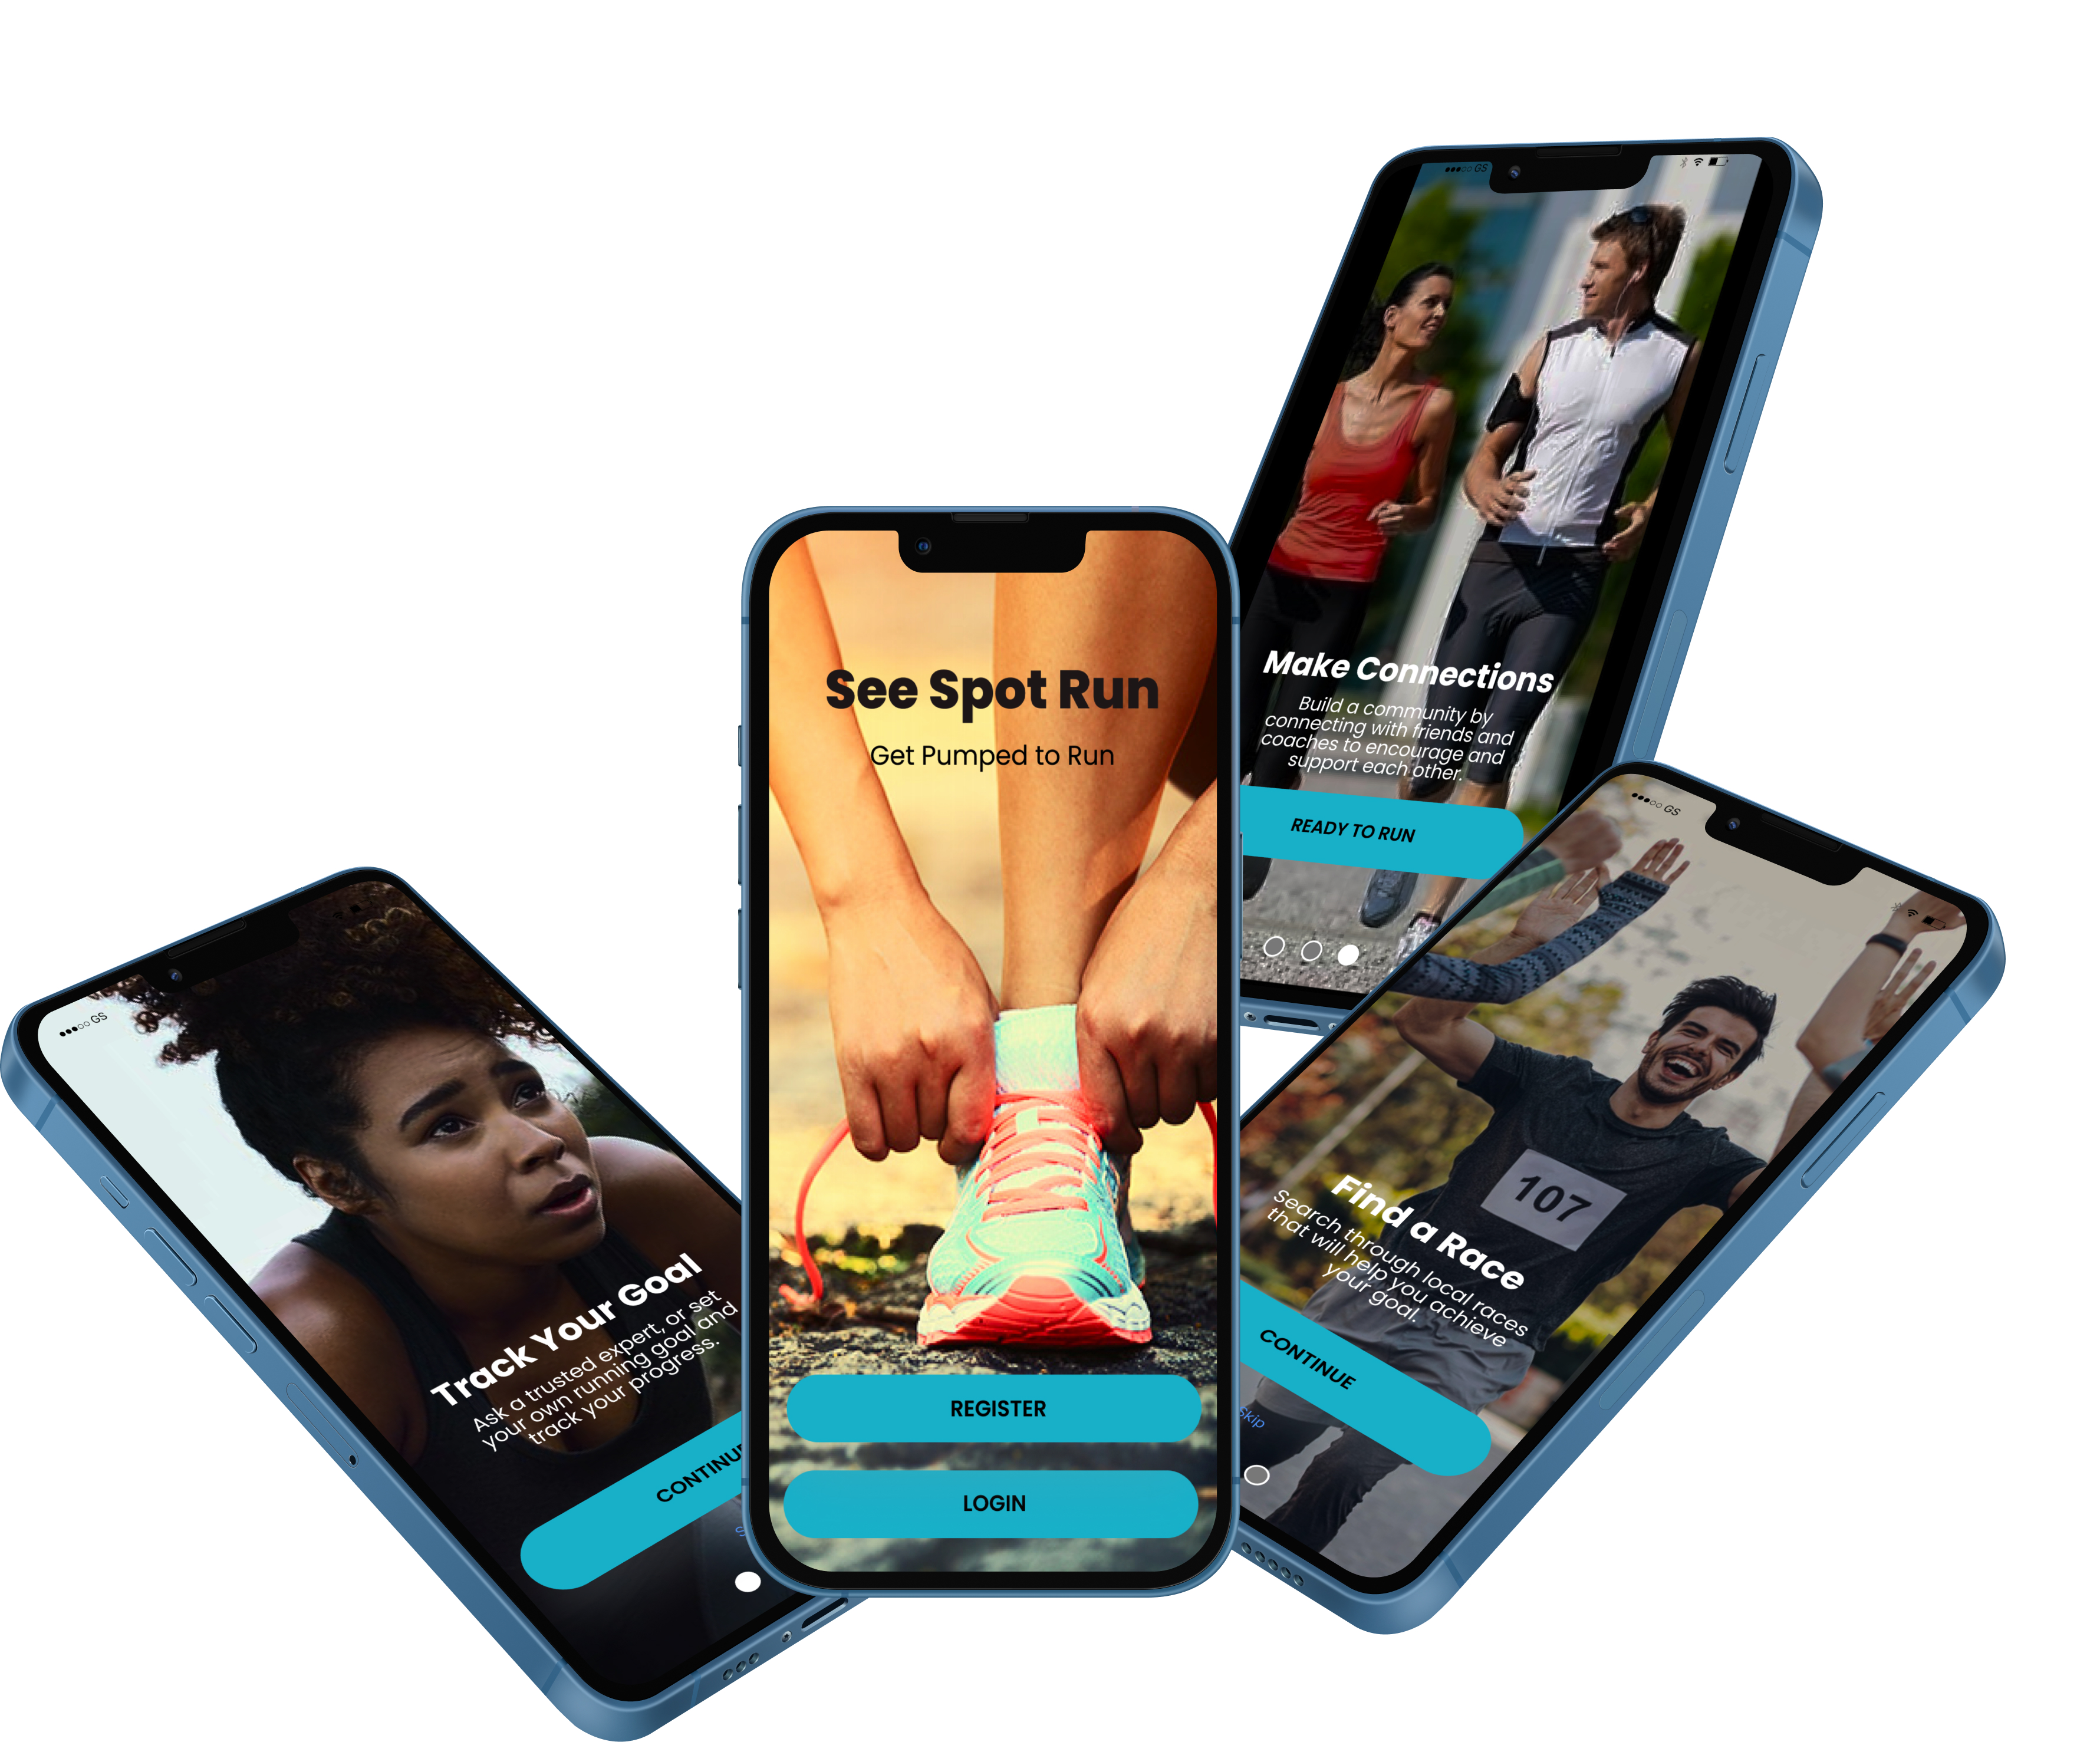 GS
Make Connections
Build a community by
connecting with friends and
coaches to encourage and
support each other.
READY TO RUN
See Spot Run
Get Pumped to Run
REGISTER
LOGIN
GS
Track Your Goal
Ask a trusted expert, or set
your own running goal and
track your progress.
CONTINUE
GS
107
Find a Race
Search through local races
that will help you achieve
your goal.
CONTINUE
Skip